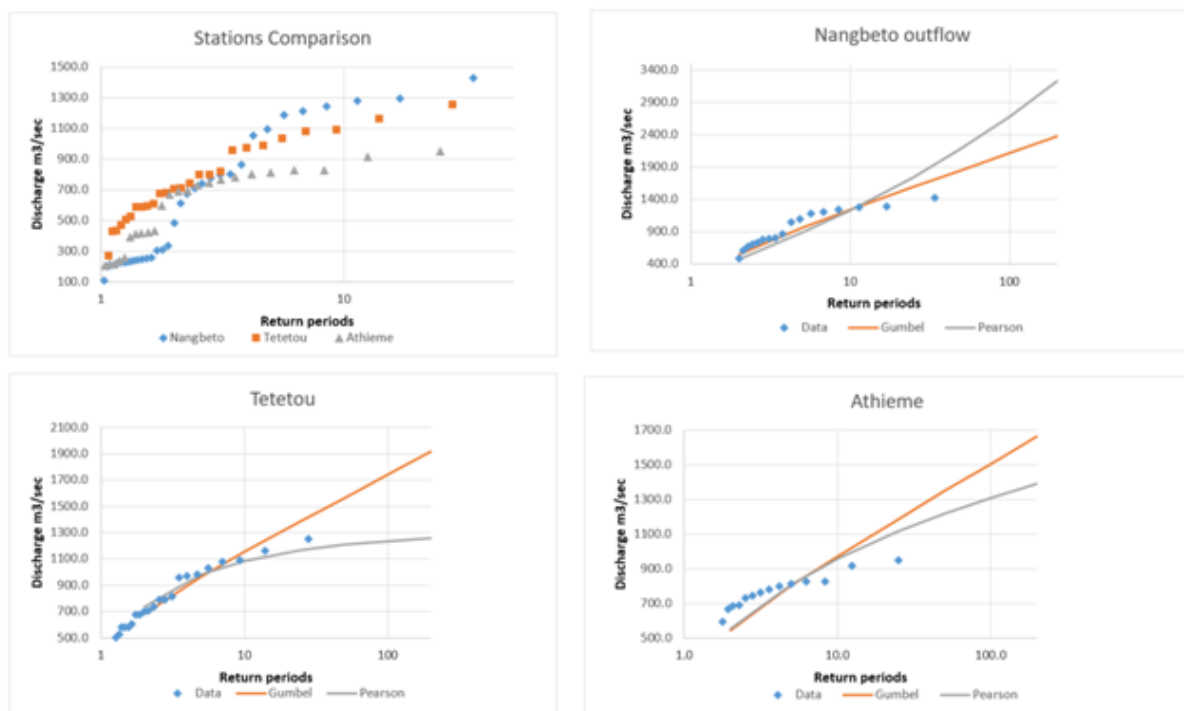 Stations Comparison
1500.0
1300.0
1100.0
900.0
700.0
500.0
300.0
100.0
Discharge m3/sec
1 10
Return periods
Nangbeto Tetetou Athieme
Nangbeto outflow
3400.0
2900.0
2400.0
1900.0
1400.0
900.0
400.0
Discharge m3/sec
1 10 100
Return periods
Data Gumbel Pearson
Tetetou
2100.0
1900.0
1700.0
1500.0
1300.0
1100.0
900.0
700.0
500.0
Discharge m3/sec
1 10 100
Return periods
Data Gumbel Pearson
Athieme
1700.0
1500.0
1300.0
1100.0
900.0
700.0
500.0
Discharge m3/sec
1.0 10.0 100.0
Return periods
Data Gumbel Pearson